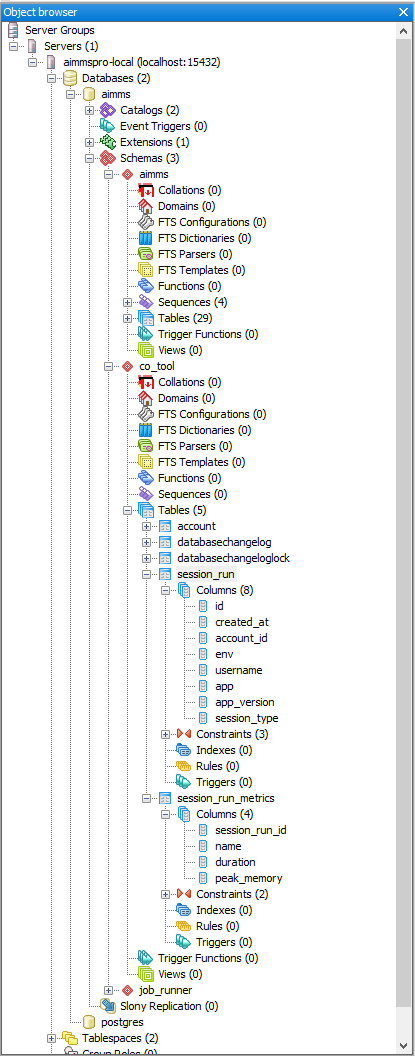 Object browser
Server Groups
Servers (1)
aimmspro-local (localhost:15432)
Databases (2)
aimms
Catalogs (2)
Event Triggers (0)
Extensions (1)
Schemas (3)
aimms
Collations (0)
Domains (0)
FTS Configurations (0)
FTS Dictionaries (0)
FTS Parsers (0)
FTS Templates (0)
Functions (0)
Sequences (4)
Tables (29)
Trigger Functions (0)
Views (0)
co_tool
Collations (0)
Domains (0)
FTS Configurations (0)
FTS Dictionaries (0)
FTS Parsers (0)
FTS Templates (0)
Functions (0)
Sequences (0)
Tables (5)
account
databasechangelog
databasechangeloglock
session_run
Columns (8)
id
created_at
account_id
env
username
app
app_version
session_type
Constraints (3)
Indexes (0)
Rules (0)
Triggers (0)
session_run_metrics
Columns (4)
session_run_id
name
duration
peak_memory
Constraints (2)
Indexes (0)
Rules (0)
Triggers (0)
Trigger Functions (0)
Views (0)
job_runner
Slony Replication (0)
postgres
Tablespaces (2)
Group Roles (0)